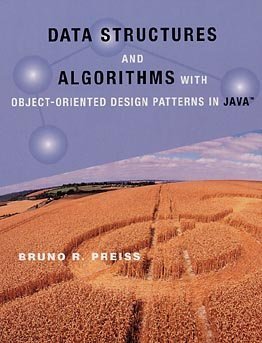 DATA STRUCTURES
AND
ALGORITHMS WITH
OBJECT-ORIENTED DESIGN PATTERNS IN JAVA™
BRUNO R. PREISS